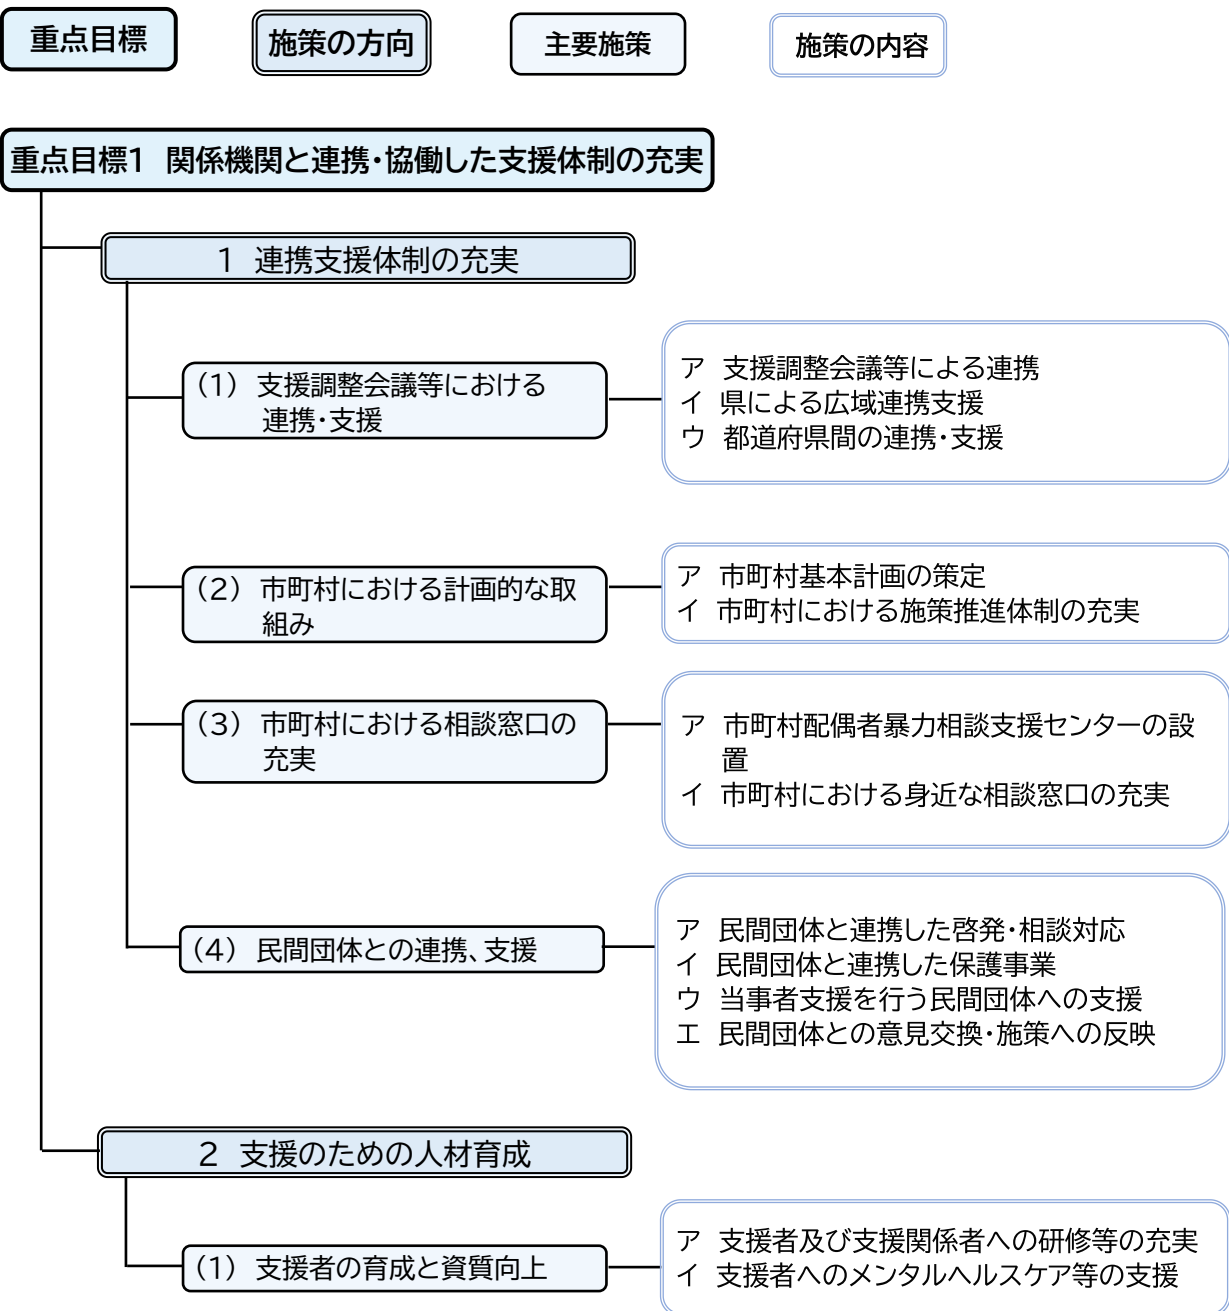 重点目標
施策の方向
主要施策
施策の内容
重点目標1　関係機関と連携・協働した支援体制の充実
1　連携支援体制の充実
（1）支援調整会議等における
連携・支援
ア　支援調整会議等による連携
イ　県による広域連携支援
ウ　都道府県間の連携・支援
（2）市町村における計画的な取
組み
ア　市町村基本計画の策定
イ　市町村における施策推進体制の充実
（3）市町村における相談窓口の
充実
ア　市町村配偶者暴力相談支援センターの設
置
イ　市町村における身近な相談窓口の充実
（4）民間団体との連携、支援
ア　民間団体と連携した啓発・相談対応
イ　民間団体と連携した保護事業
ウ　当事者支援を行う民間団体への支援
エ　民間団体との意見交換・施策への反映
2　支援のための人材育成
（1）支援者の育成と資質向上
ア　支援者及び支援関係者への研修等の充実
イ　支援者へのメンタルヘルスケア等の支援